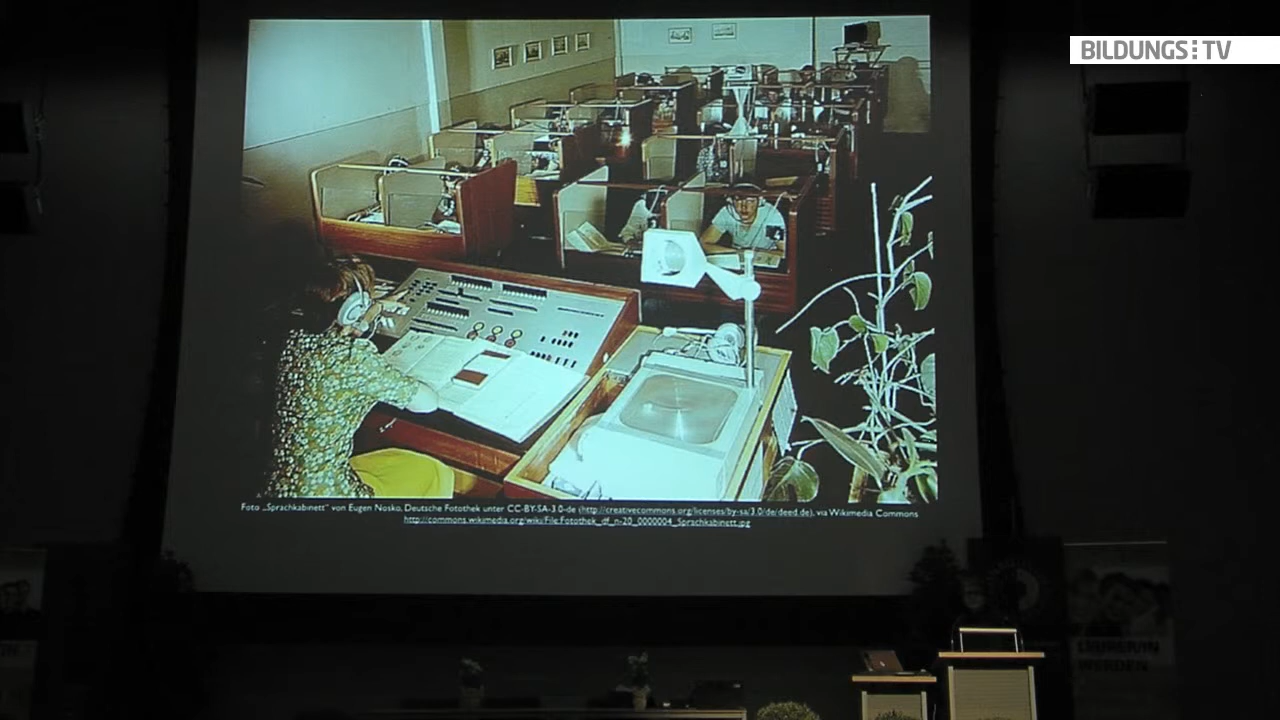 BILDUNGS:TV
Foto „Sprachkabinett" von Eugen Nosko, Deutsche Fotothek unter CC-BY-SA-3.0-de (http://creativecommons.org/licenses/by-sa/3.0/de/deed.de), via Wikimedia Commons
http://commons.wikimedia.org/wiki/File:Fotothek_df_n-20_0000004_Sprachkabinett.jpg
4
WERDEN